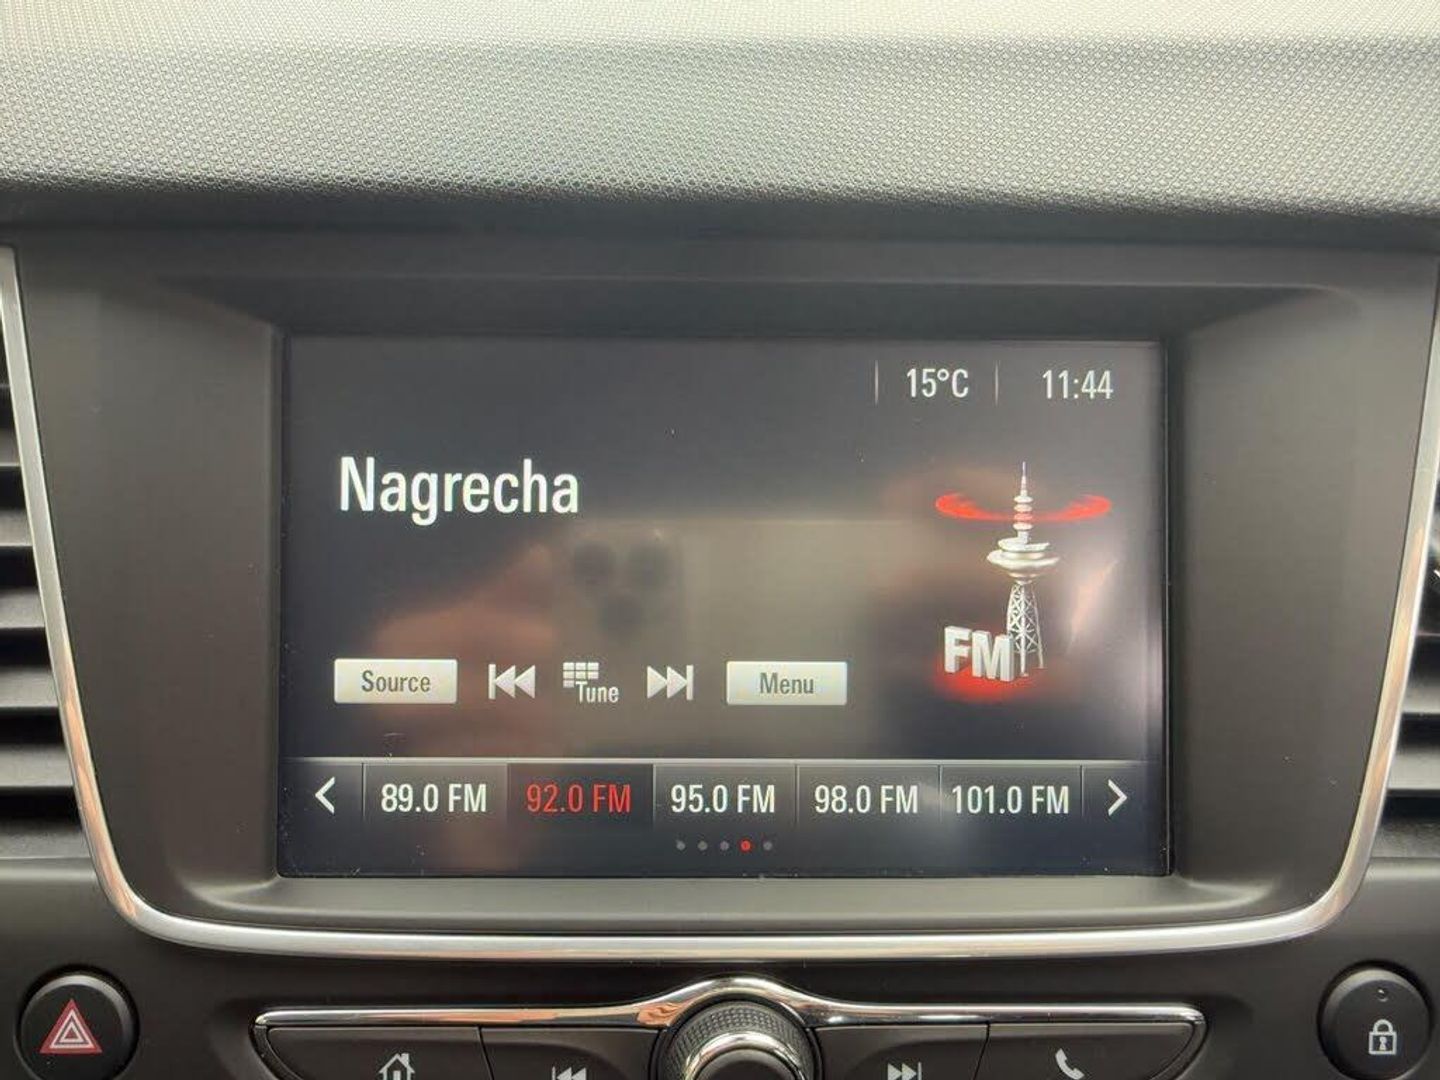 15°C 11:44
Nagrecha
FM
Source Tune Menu
89.0 FM 92.0 FM 95.0 FM 98.0 FM 101.0 FM